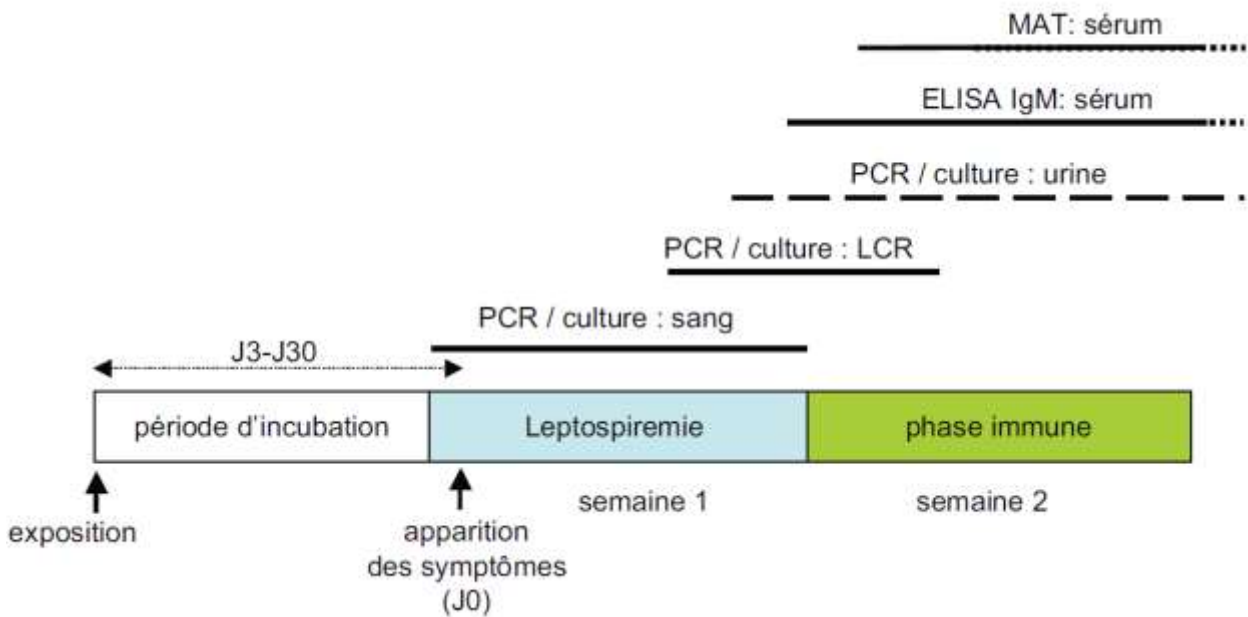 MAT: sérum
ELISA IgM: sérum
PCR / culture : urine
PCR / culture : LCR
PCR / culture : sang
J3-J30
période d'incubation
Leptospiremie
phase immune
semaine 1
semaine 2
exposition
apparition
des symptômes
(J0)